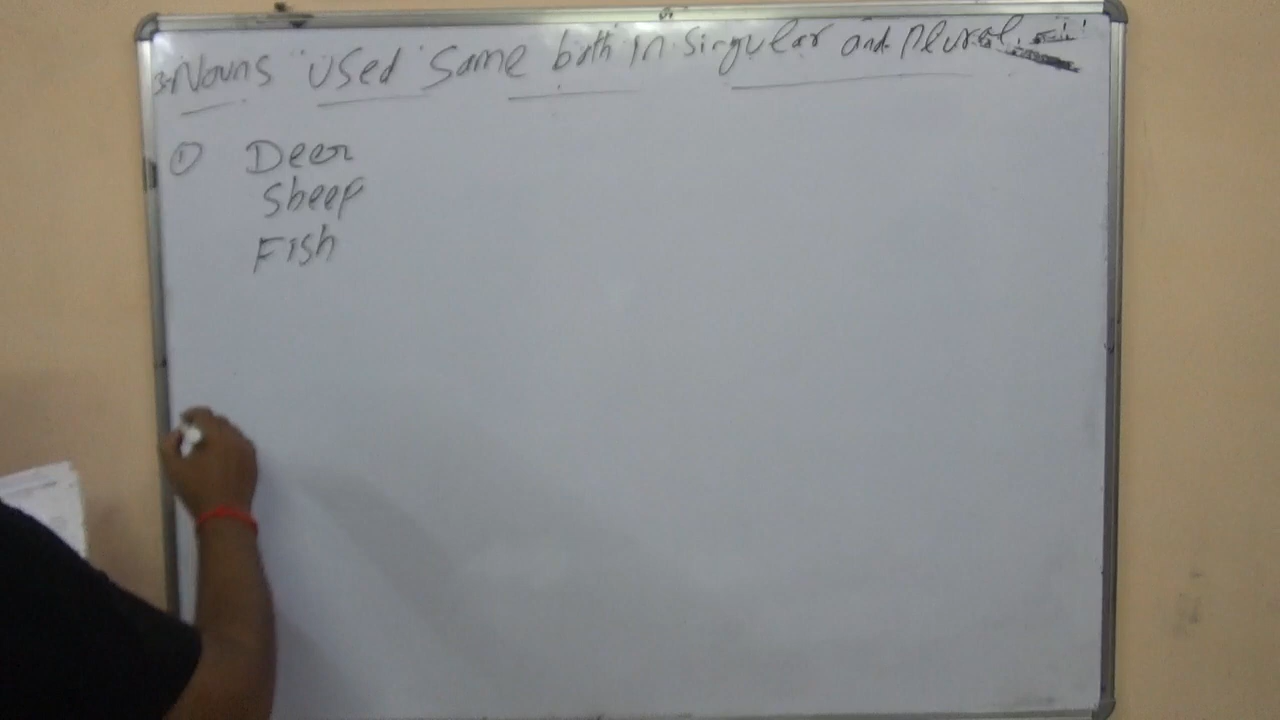 3. Nouns used same both in singular and plural :-
① Deer
Sheep
Fish